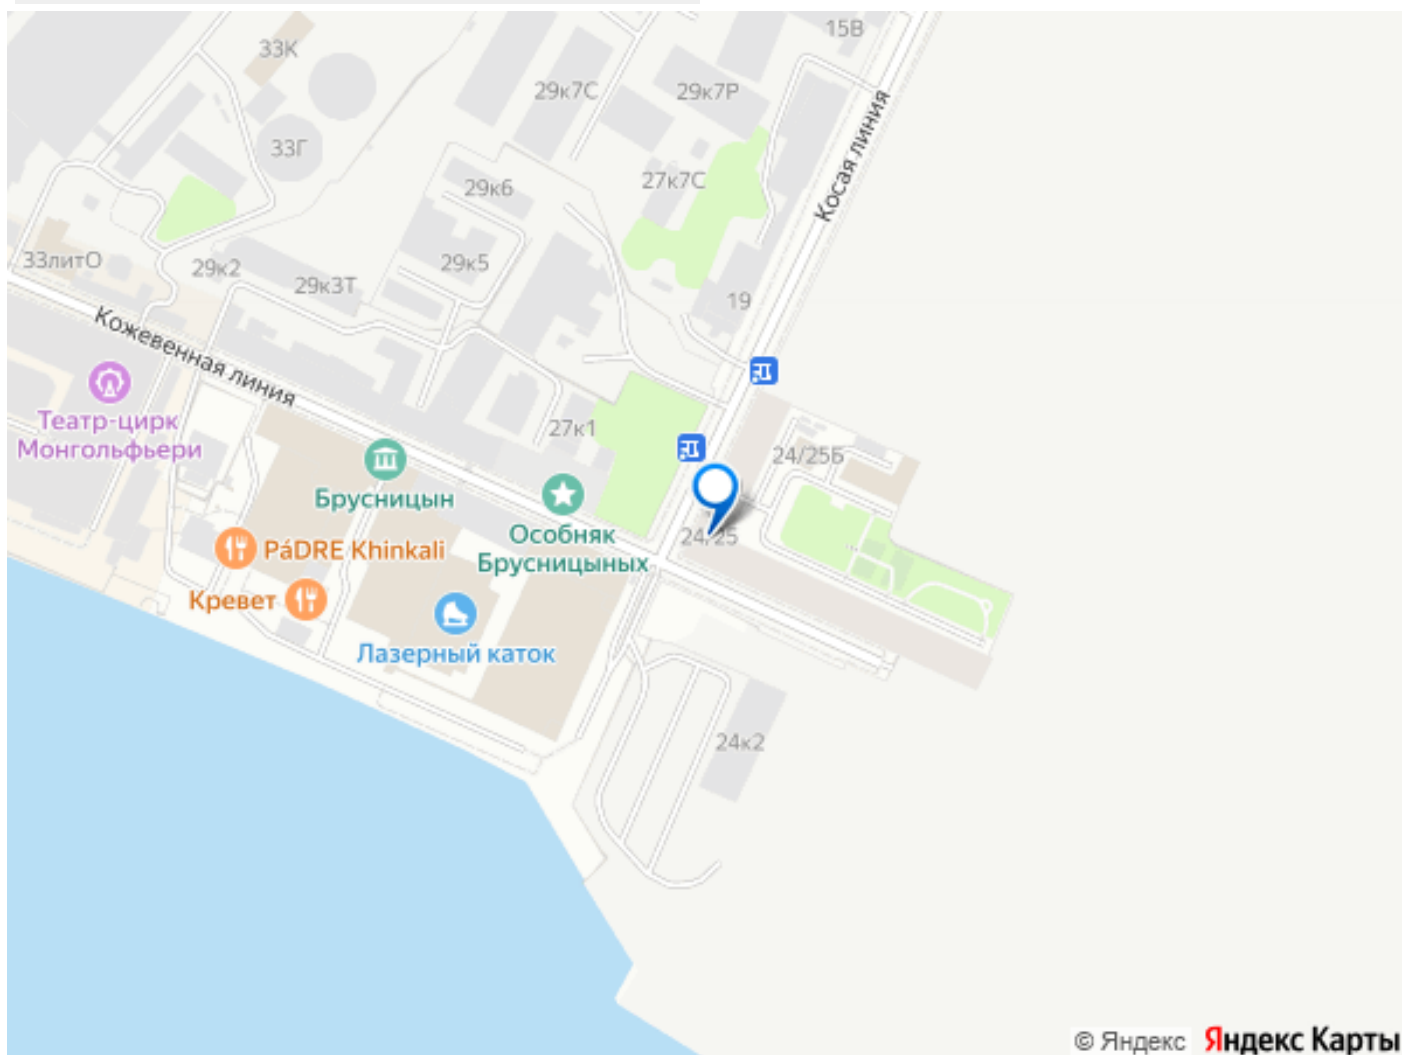 15В
33К
29к7С
29к7Р
Косая линия
33Г
27к7С
29к6
33литО
29к2
29к3Т
29к5
19
Кожевенная линия
Театр-цирк
Монгольфьери
27к1
24/25Б
Брусницын
Особняк
Брусницыных
24/25
PáDRE Khinkali
Кревет
Лазерный каток
24к2
© Яндекс Яндекс Карты